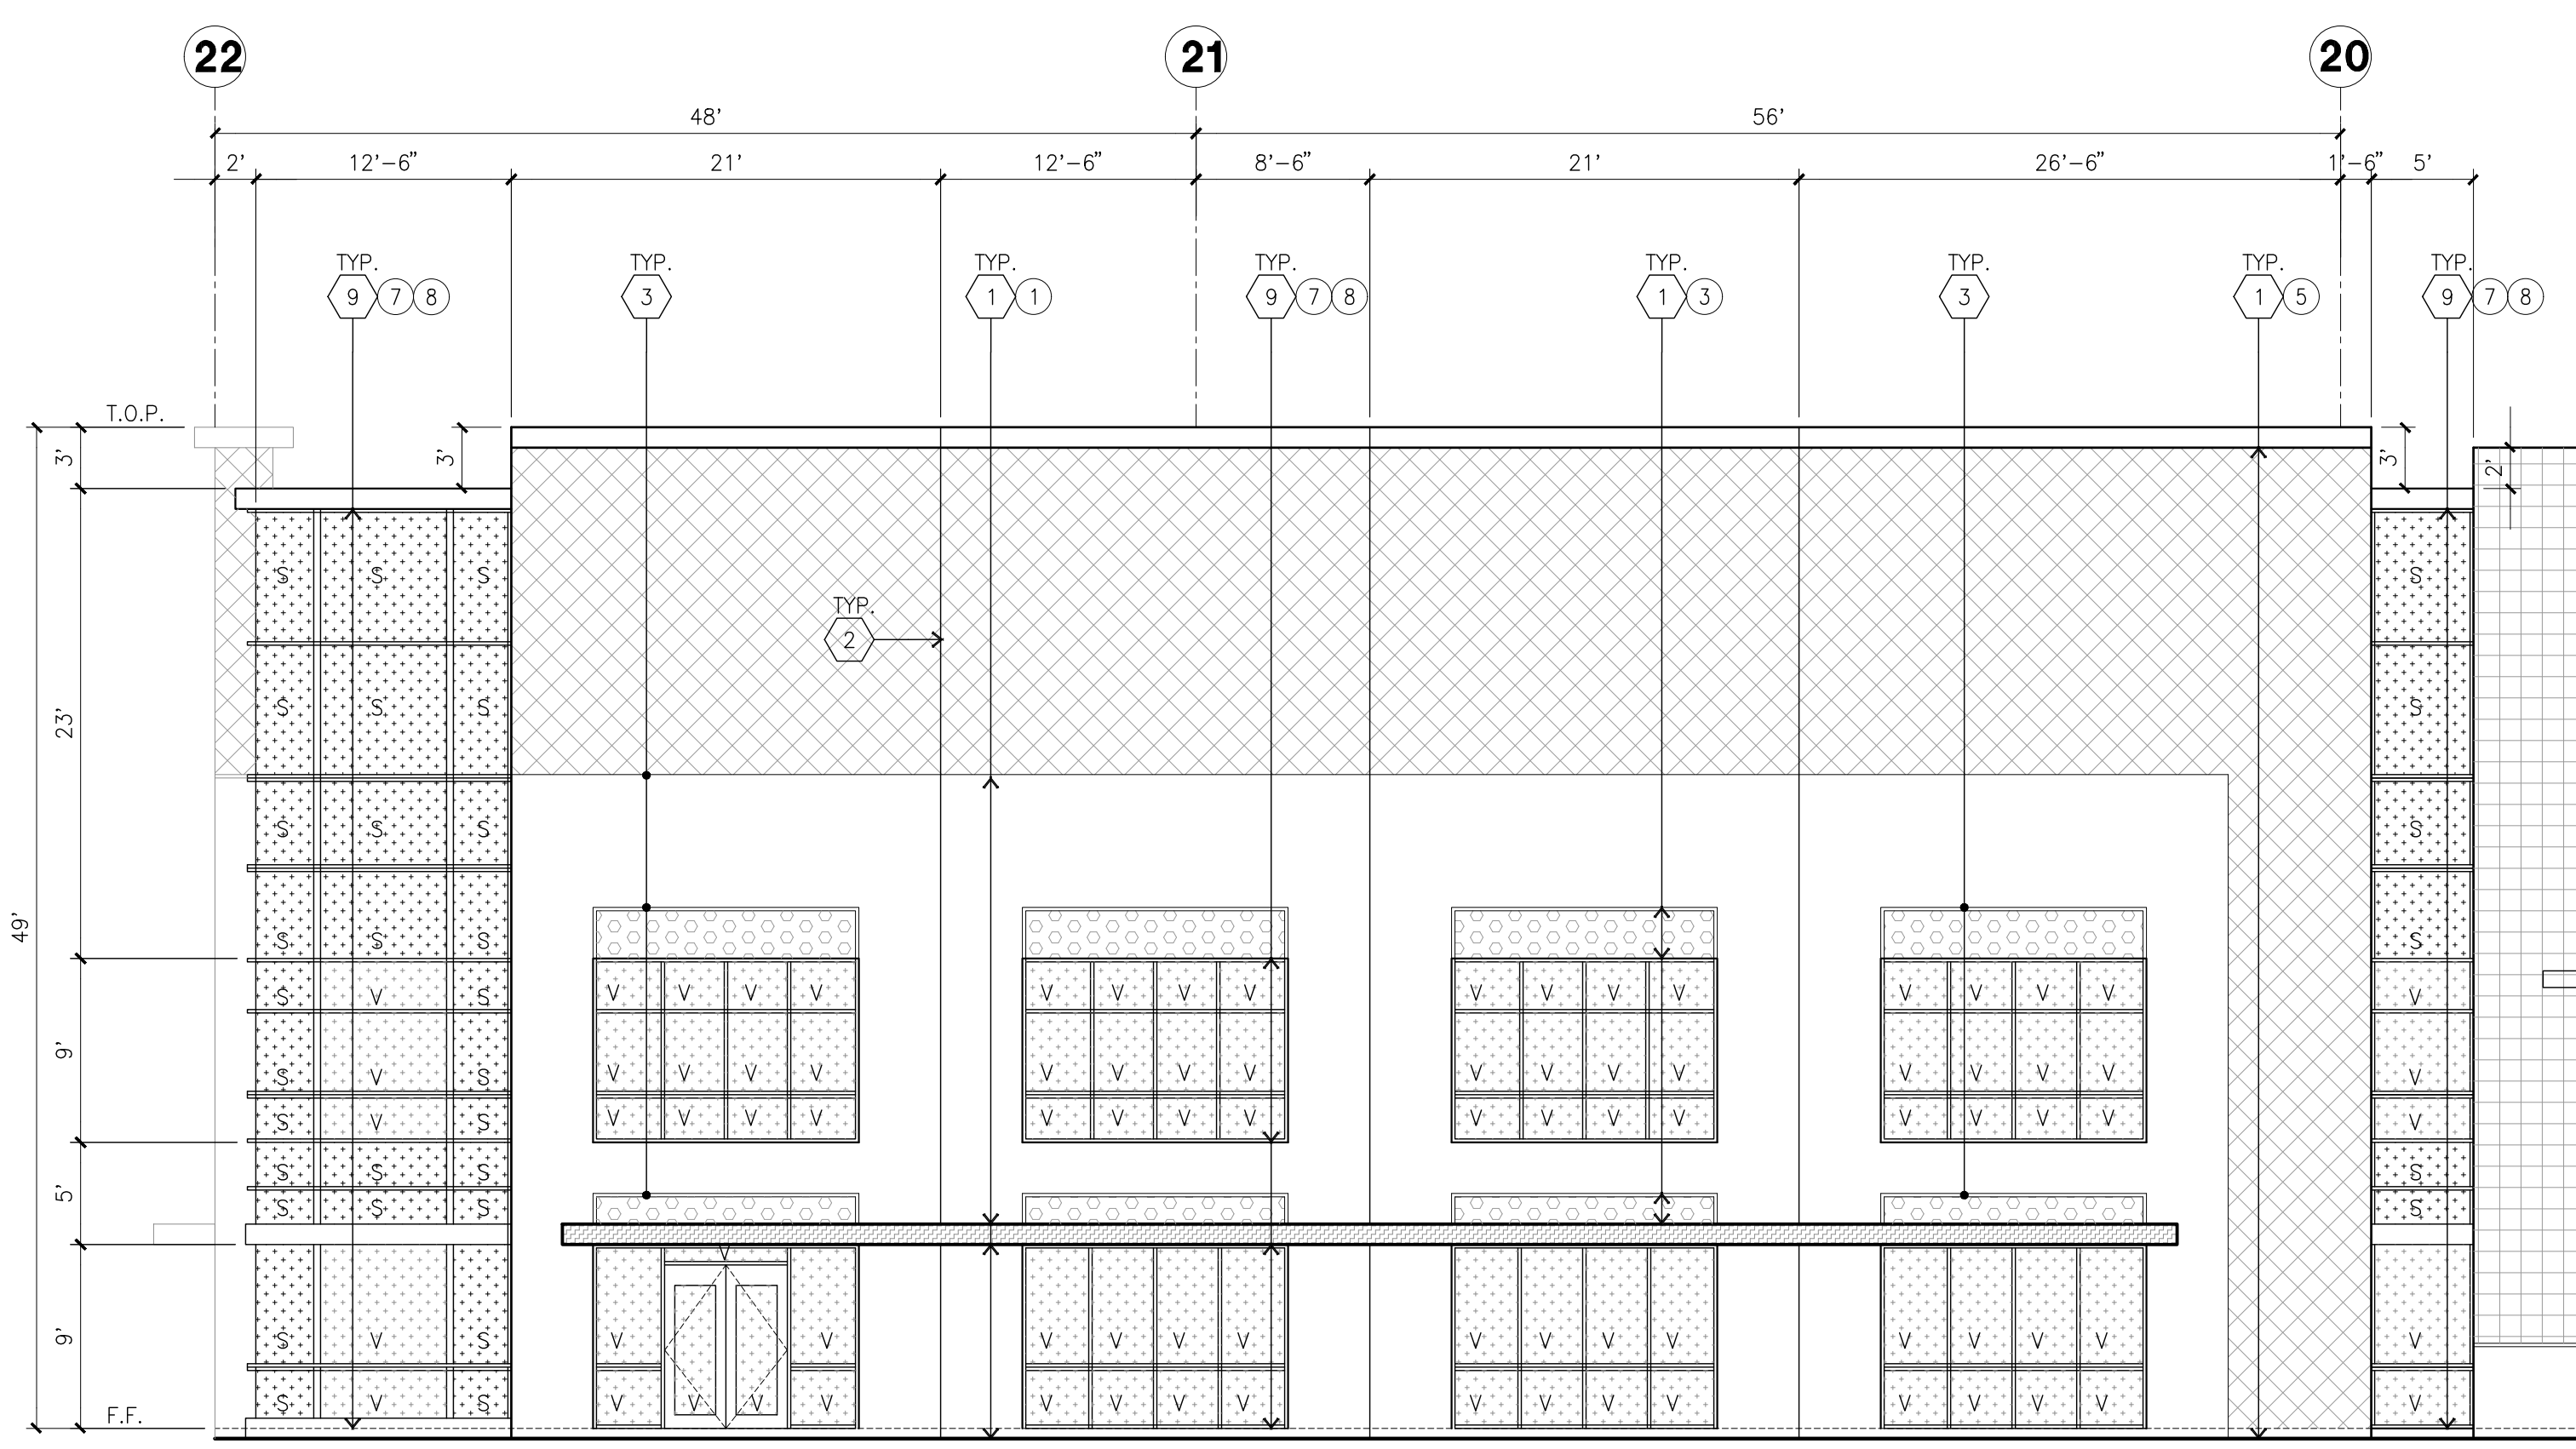 22 21 20
48' 56'
2' 12'-6" 21' 12'-6" 8'-6" 21' 26'-6" 1'-6" 5'
TYP. TYP. TYP. TYP. TYP. TYP. TYP. TYP.
9 7 8 3 1 1 9 7 8 1 3 3 1 5 9 7 8
T.O.P.
3' 3' 3' 2'
S S S S
TYP.
2
23' S S S S
S S S S
49'
S S S S
S V S V V V V V V V V V V V V V V V V V
9'
S V S V V V V V V V V V V V V V V V V V
S V S V V V V V V V V V V V V V V V V V
5' S S S S
S S S S
V
9' S V S V V V V V V V V V V V V V V V
S V S V V V V V V V V V V V V V V V V V
F.F.